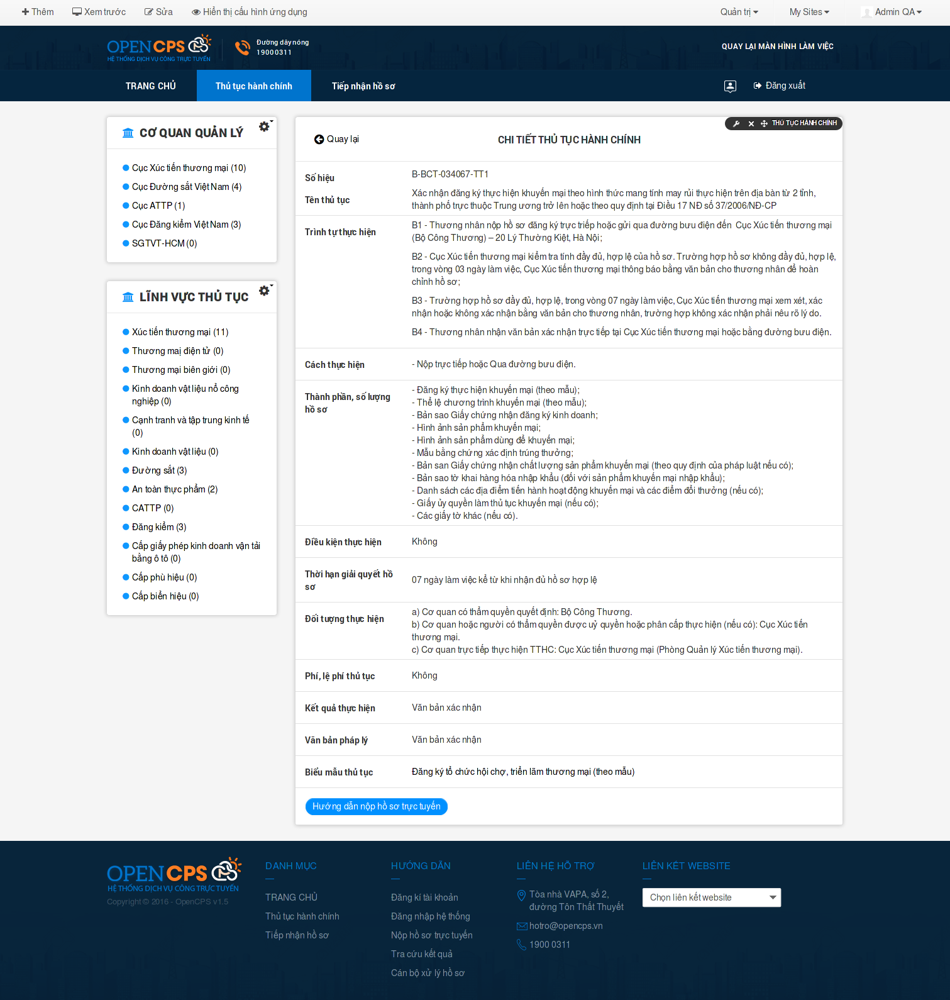 Thêm Xem trước Sửa Hiển thị cấu hình ứng dụng Quản trị My Sites Admin QA
OPENCPS
HỆ THỐNG DỊCH VỤ CÔNG TRỰC TUYẾN
Đường dây nóng
19000311
QUAY LẠI MÀN HÌNH LÀM VIỆC
TRANG CHỦ Thủ tục hành chính Tiếp nhận hồ sơ Đăng xuất
CƠ QUAN QUẢN LÝ
Cục Xúc tiến thương mại (10)
Cục Đường sắt Việt Nam (4)
Cục ATTP (1)
Cục Đăng kiểm Việt Nam (3)
SGTVT-HCM (0)
LĨNH VỰC THỦ TỤC
Xúc tiến thương mại (11)
Thương maị điện tử (0)
Thương mại biên giới (0)
Kinh doanh vật liệu nổ công
nghiệp (0)
Cạnh tranh và tập trung kinh tế
(0)
Kinh doanh vật liệu (0)
Đường sắt (3)
An toàn thực phẩm (2)
CATTP (0)
Đăng kiểm (3)
Cấp giấy phép kinh doanh vận tải
bằng ô tô (0)
Cấp phù hiệu (0)
Cấp biển hiệu (0)
THỦ TỤC HÀNH CHÍNH
Quay lại CHI TIẾT THỦ TỤC HÀNH CHÍNH
Số hiệu B-BCT-034067-TT1
Tên thủ tục Xác nhận đăng ký thực hiện khuyến mại theo hình thức mang tính may rủi thực hiện trên địa bàn từ 2 tỉnh,
thành phố trực thuộc Trung ương trở lên hoặc theo quy định tại Điều 17 NĐ số 37/2006/NĐ-CP
Trình tự thực hiện B1 - Thương nhân nộp hồ sơ đăng ký trực triếp hoặc gửi qua đường bưu điện đến Cục Xúc tiến thương mại
(Bộ Công Thương) – 20 Lý Thường Kiệt, Hà Nội;
B2 - Cục Xúc tiến thương mại kiểm tra tính đầy đủ, hợp lệ của hồ sơ. Trường hợp hồ sơ không đầy đủ, hợp lệ,
trong vòng 03 ngày làm việc, Cục Xúc tiến thương mại thông báo bằng văn bản cho thương nhân để hoàn
chỉnh hồ sơ;
B3 - Trường hợp hồ sơ đầy đủ, hợp lệ, trong vòng 07 ngày làm việc, Cục Xúc tiến thương mại xem xét, xác
nhận hoặc không xác nhận bằng văn bản cho thương nhân, trường hợp không xác nhận phải nêu rõ lý do.
B4 - Thương nhân nhận văn bản xác nhận trực tiếp tại Cục Xúc tiến thương mại hoặc bằng đường bưu điện.
Cách thực hiện - Nộp trực tiếp hoặc Qua đường bưu điện.
Thành phần, số lượng
hồ sơ
- Đăng ký thực hiện khuyến mại (theo mẫu);
- Thể lệ chương trình khuyến mại (theo mẫu);
- Bản sao Giấy chứng nhận đăng ký kinh doanh;
- Hình ảnh sản phẩm khuyến mại;
- Hình ảnh sản phẩm dùng để khuyến mại;
- Mẫu bằng chứng xác định trúng thưởng;
- Bản san Giấy chứng nhận chất lượng sản phẩm khuyến mại (theo quy định của pháp luật nếu có);
- Bản sao tờ khai hàng hóa nhập khẩu (đối với sản phẩm khuyến mại nhập khẩu);
- Danh sách các địa điểm tiến hành hoạt động khuyến mại và các điểm đổi thưởng (nếu có);
- Giấy ủy quyền làm thủ tục khuyến mại (nếu có);
- Các giấy tờ khác (nếu có).
Điều kiện thực hiện Không
Thời hạn giải quyết hồ
sơ
07 ngày làm việc kể từ khi nhận đủ hồ sơ hợp lệ
Đối tượng thực hiện a) Cơ quan có thẩm quyền quyết định: Bộ Công Thương.
b) Cơ quan hoặc người có thẩm quyền được uỷ quyền hoặc phân cấp thực hiện (nếu có): Cục Xúc tiến
thương mại.
c) Cơ quan trực tiếp thực hiện TTHC: Cục Xúc tiến thương mại (Phòng Quản lý Xúc tiến thương mại).
Phí, lệ phí thủ tục Không
Kết quả thực hiện Văn bản xác nhận
Văn bản pháp lý Văn bản xác nhận
Biểu mẫu thủ tục Đăng ký tổ chức hội chợ, triển lãm thương mại (theo mẫu)
Hướng dẫn nộp hồ sơ trực tuyến
OPENCPS
HỆ THỐNG DỊCH VỤ CÔNG TRỰC TUYẾN
Copyright © 2016 - OpenCPS v1.5
DANH MỤC
TRANG CHỦ
Thủ tục hành chính
Tiếp nhận hồ sơ
HƯỚNG DẪN
Đăng kí tài khoản
Đăng nhập hệ thống
Nộp hồ sơ trực tuyến
Tra cứu kết quả
Cán bộ xử lý hồ sơ
LIÊN HỆ HỖ TRỢ
Tòa nhà VAPA, số 2,
đường Tôn Thất Thuyết
hotro@opencps.vn
1900 0311
LIÊN KẾT WEBSITE
Chọn liên kết website